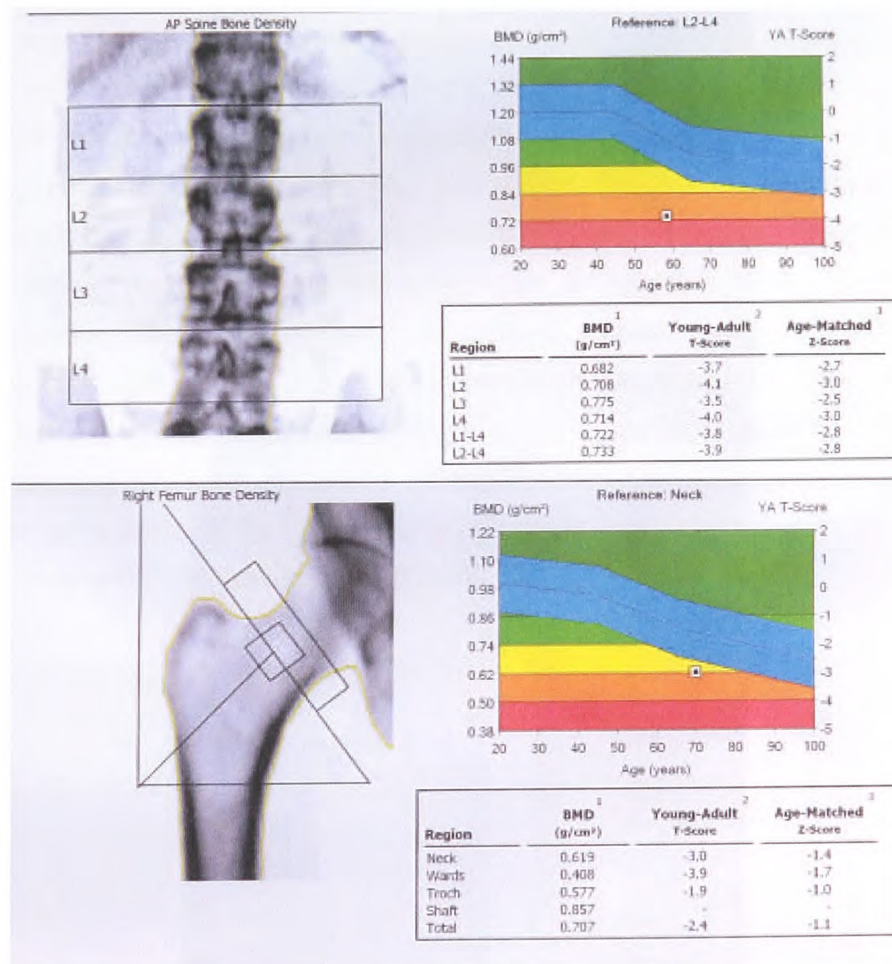 AP Spine Bone Density
L1
L2
L3
L4
Reference: L2-L4
BMD (g/cm²) YA T-Score
1.44 2
1.32 1
1.20 0
1.08 -1
0.96 -2
0.84 -3
0.72 -4
0.60 -5
20 30 40 50 60 70 80 90 100
Age (years)
Region BMD (g/cm²) 1 Young-Adult T-Score 2 Age-Matched Z-Score 3
L1 0.682 -3.7 -2.7
L2 0.708 -4.1 -3.0
L3 0.775 -3.5 -2.5
L4 0.714 -4.0 -3.0
L1-L4 0.722 -3.8 -2.8
L2-L4 0.733 -3.9 -2.8
Right Femur Bone Density
Reference: Neck
BMD (g/cm²) YA T-Score
1.22 2
1.10 1
0.98 0
0.86 -1
0.74 -2
0.62 -3
0.50 -4
0.38 -5
20 30 40 50 60 70 80 90 100
Age (years)
Region BMD (g/cm²) 1 Young-Adult T-Score 2 Age-Matched Z-Score 3
Neck 0.619 -3.0 -1.4
Wards 0.408 -3.9 -1.7
Troch 0.577 -1.9 -1.0
Shaft 0.857 - -
Total 0.707 -2.4 -1.1